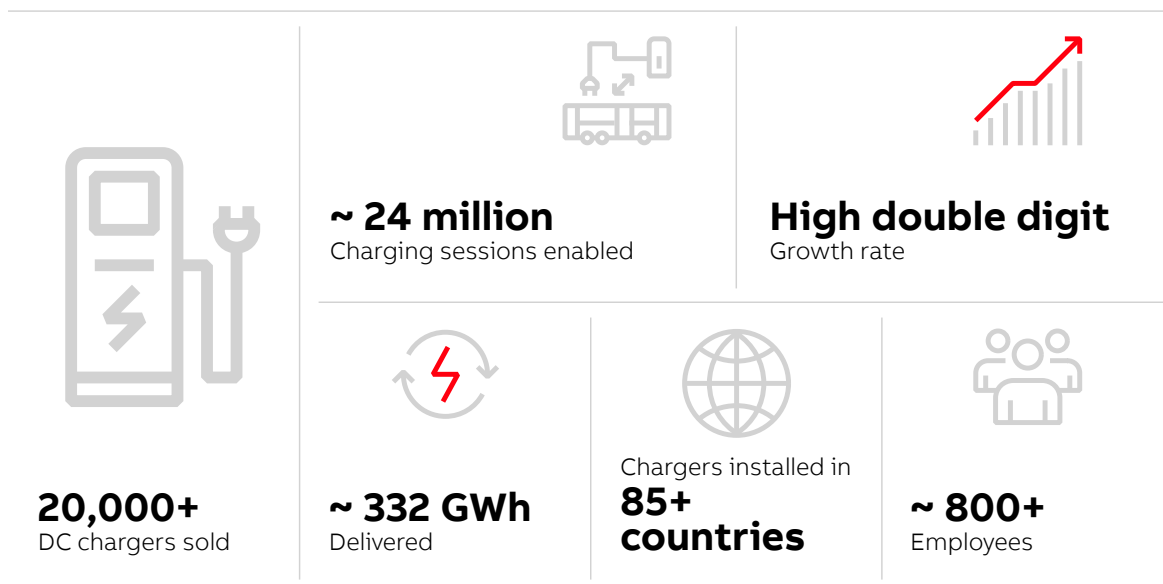 ~ 24 million
Charging sessions enabled
High double digit
Growth rate
20,000+
DC chargers sold
~ 332 GWh
Delivered
Chargers installed in
85+
countries
~ 800+
Employees